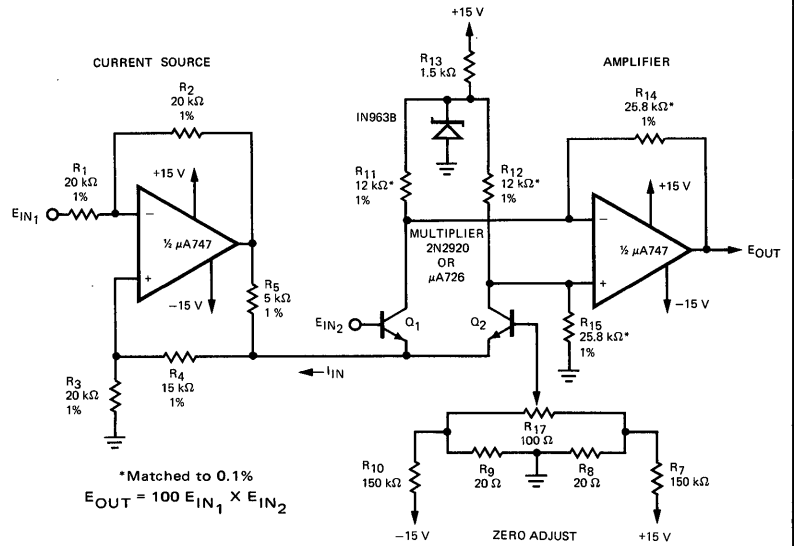 CURRENT SOURCE
R2
20 kΩ
1%
R1
20 kΩ
1%
EIN1
−
+
+15 V
−15 V
R5
5 kΩ
1 %
R4
15 kΩ
1%
R3
20 kΩ
1%
½ µA747
IIN
+15 V
R13
1.5 kΩ
IN963B
R11
12 kΩ*
1%
R12
12 kΩ*
1%
MULTIPLIER
2N2920
OR
µA726
EIN2
Q1
Q2
AMPLIFIER
R14
25.8 kΩ*
1%
+15 V
−
+
½ µA747
−15 V
EOUT
R15
25.8 kΩ*
1%
R17
100 Ω
R10
150 kΩ
R9
20 Ω
R8
20 Ω
R7
150 kΩ
−15 V
ZERO ADJUST
+15 V
*Matched to 0.1%
EOUT = 100 EIN1 X EIN2